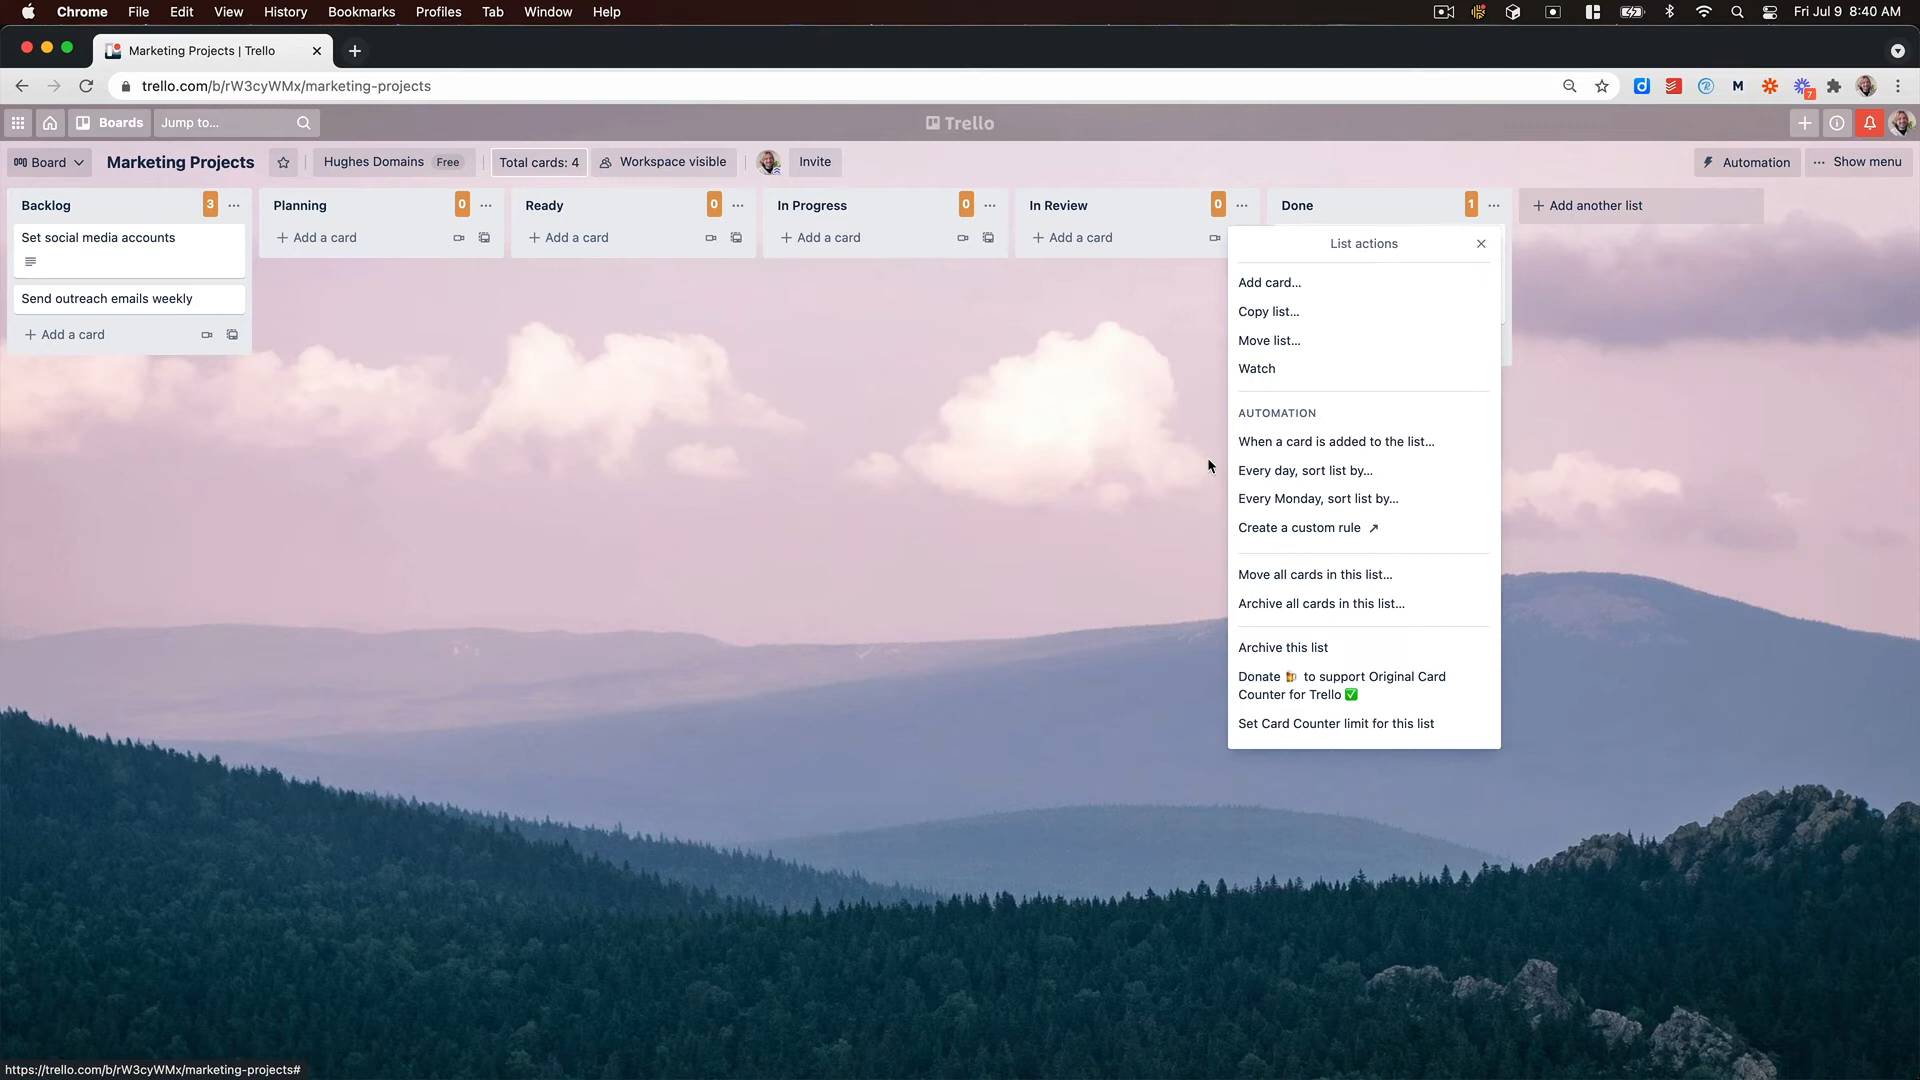 Chrome File Edit View History Bookmarks Profiles Tab Window Help Fri Jul 9 8:40 AM
Marketing Projects | Trello
trello.com/b/rW3cyWMx/marketing-projects
7
Boards Jump to... Trello
Board Marketing Projects Hughes Domains Free Total cards: 4 Workspace visible Invite Automation ... Show menu
Backlog 3 ... Planning 0 ... Ready 0 ... In Progress 0 ... In Review 0 ... Done 1 ... + Add another list
Set social media accounts
+ Add a card + Add a card + Add a card + Add a card
Send outreach emails weekly
+ Add a card
List actions
Add card...
Copy list...
Move list...
Watch
AUTOMATION
When a card is added to the list...
Every day, sort list by...
Every Monday, sort list by...
Create a custom rule ↗
Move all cards in this list...
Archive all cards in this list...
Archive this list
Donate 🍺 to support Original Card
Counter for Trello ✅
Set Card Counter limit for this list
https://trello.com/b/rW3cyWMx/marketing-projects#